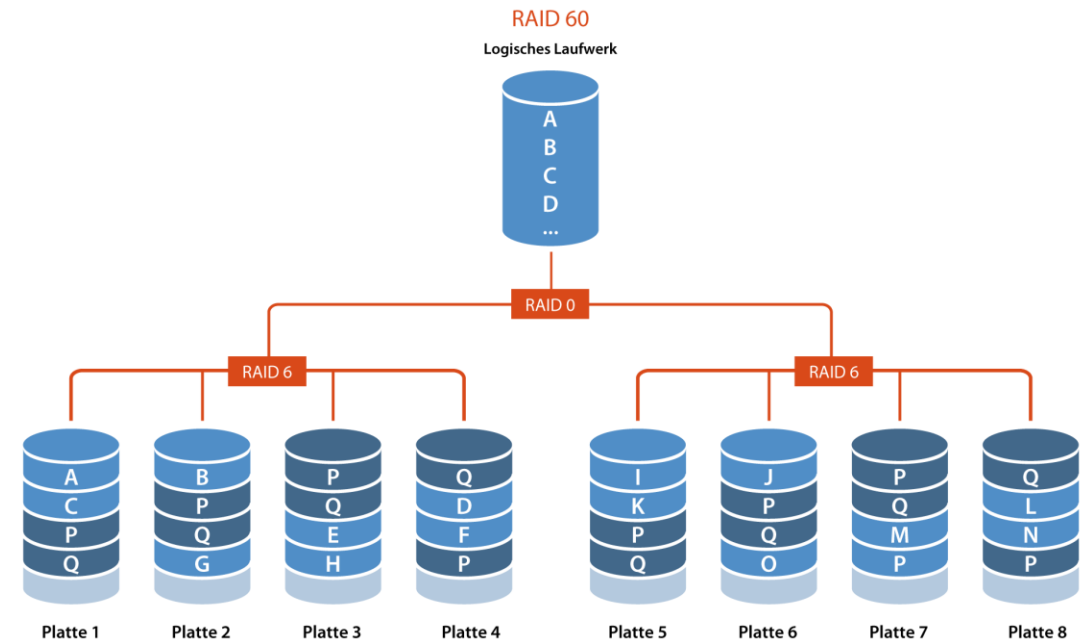 RAID 60
Logisches Laufwerk
A
B
C
D
...
RAID 0
RAID 6 RAID 6
A B P Q I J P Q
C P Q D K P Q L
P Q E F P Q M N
Q G H P Q O P P
Platte 1 Platte 2 Platte 3 Platte 4 Platte 5 Platte 6 Platte 7 Platte 8